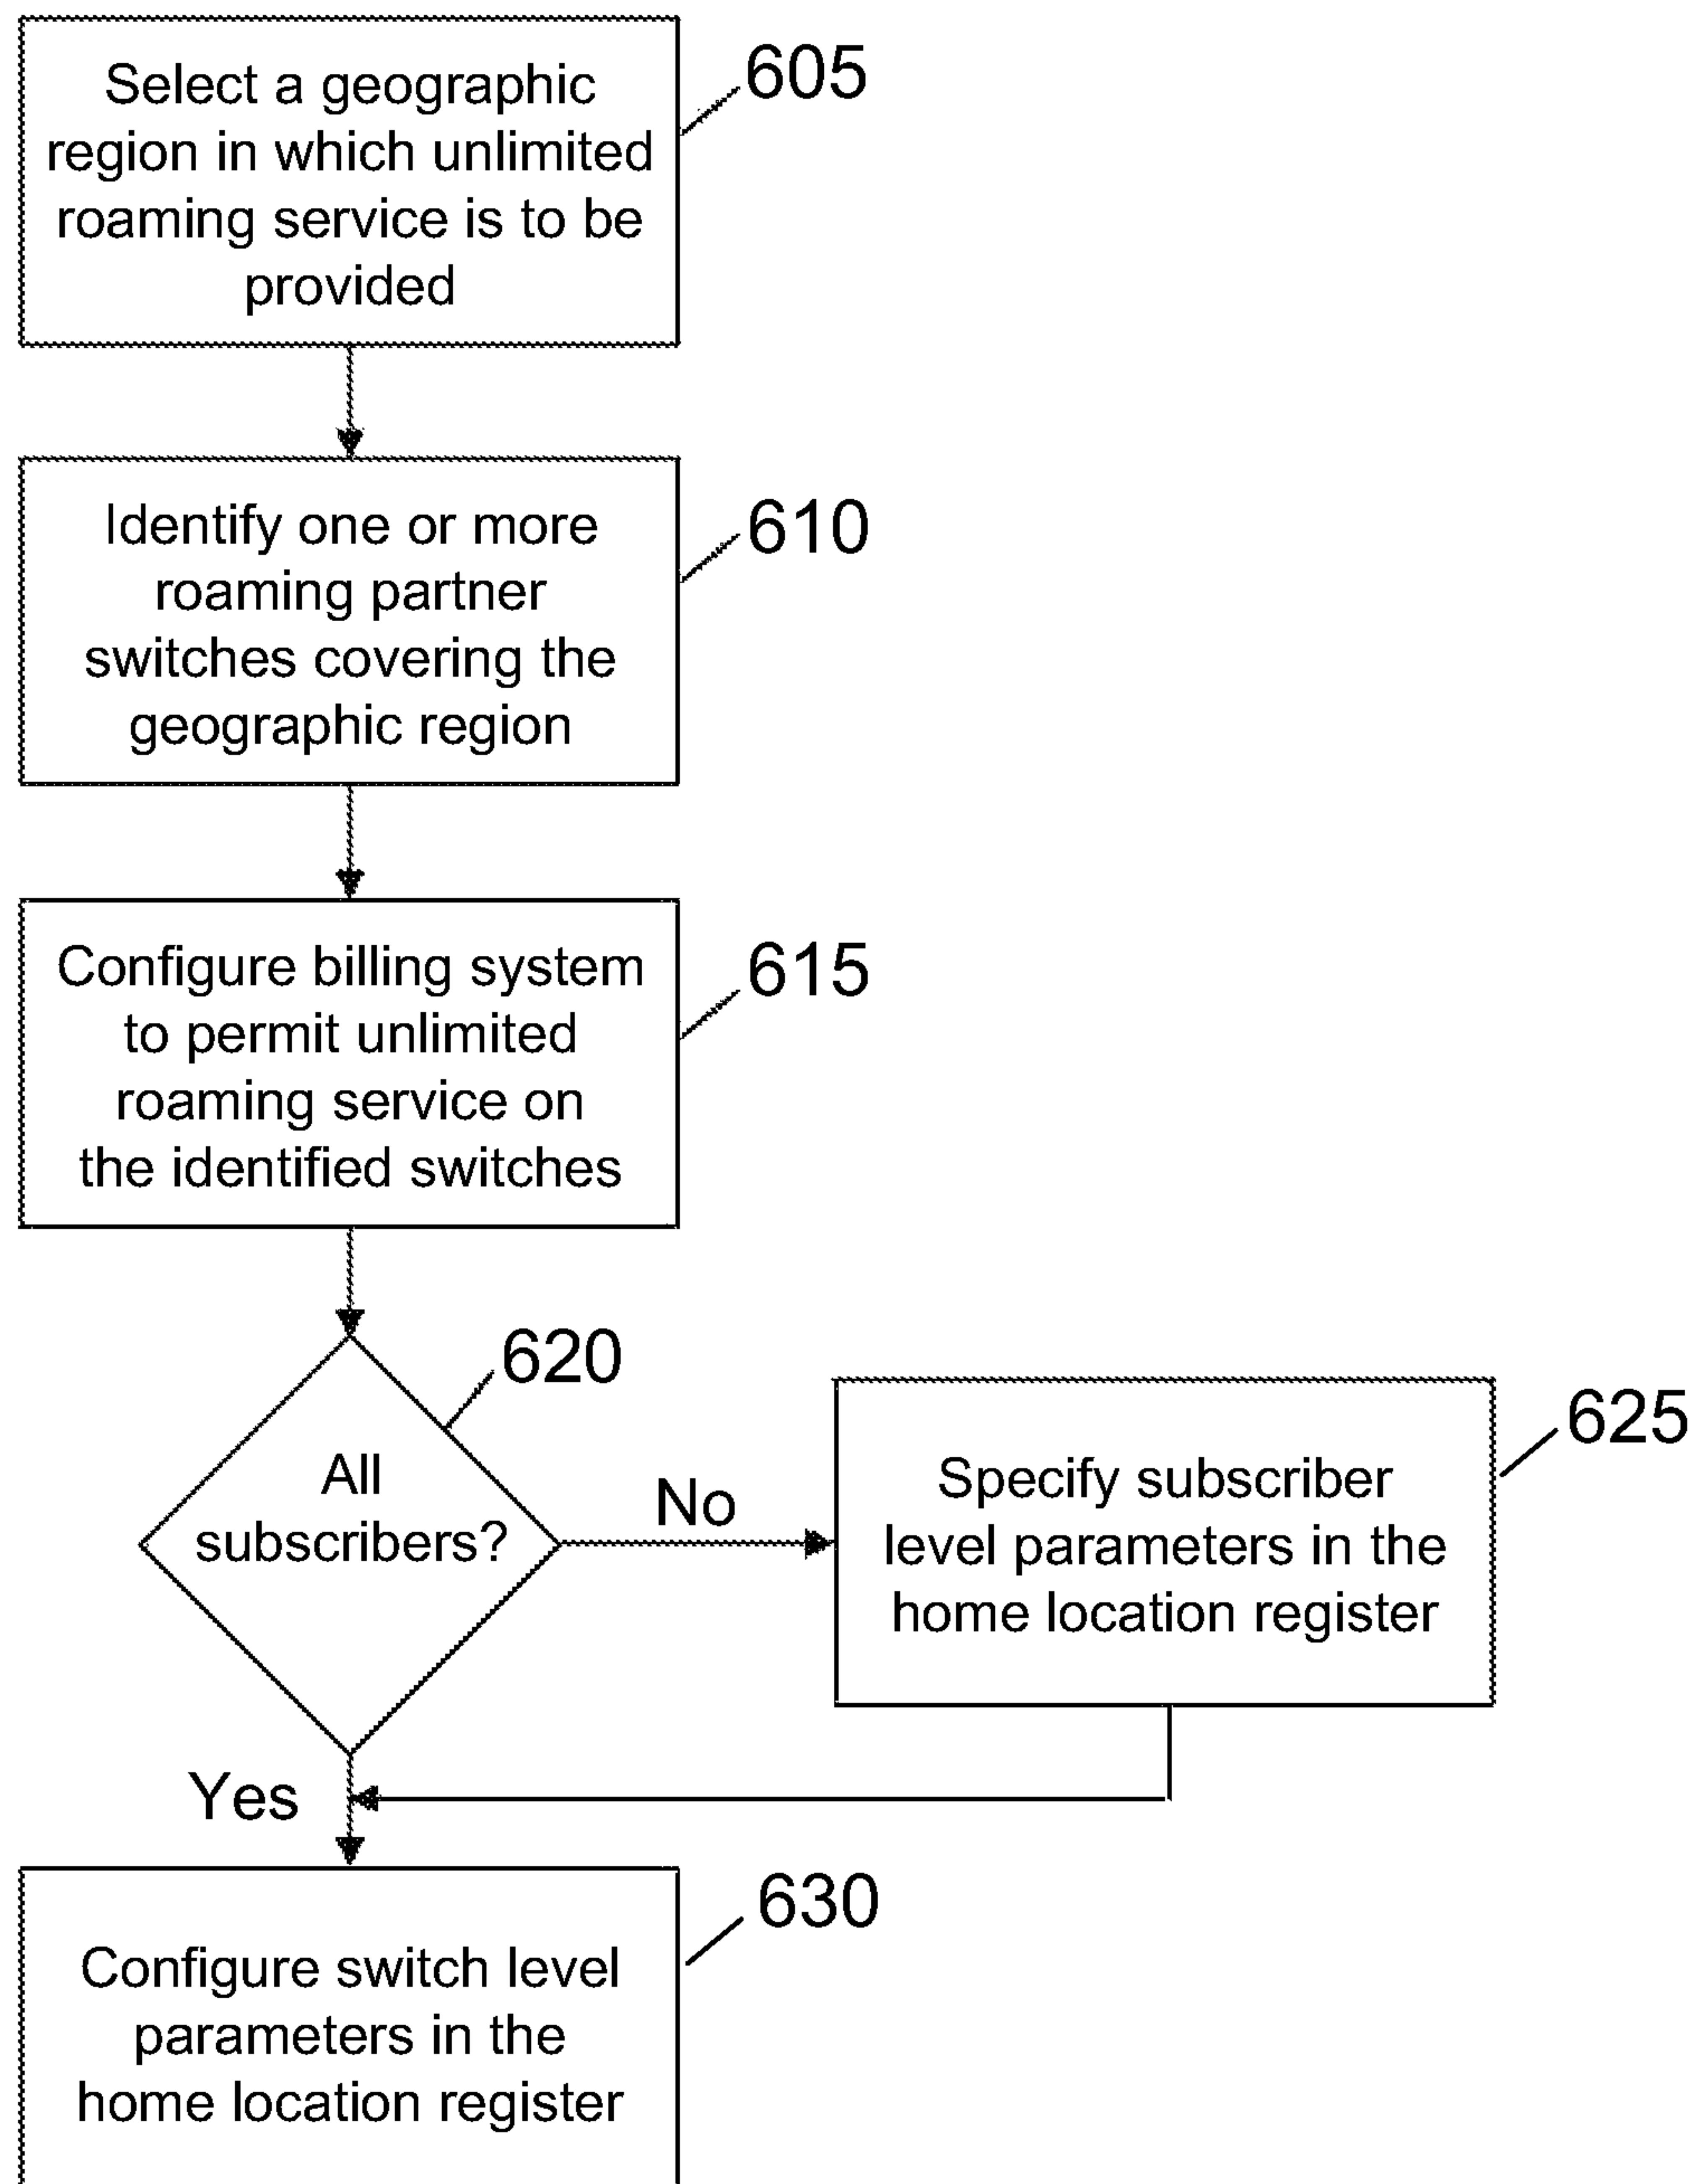 Select a geographic
region in which unlimited
roaming service is to be
provided
605
Identify one or more
roaming partner
switches covering the
geographic region
610
Configure billing system
to permit unlimited
roaming service on
the identified switches
615
620
All
subscribers?
No
Specify subscriber
level parameters in the
home location register
625
Yes
Configure switch level
parameters in the
home location register
630